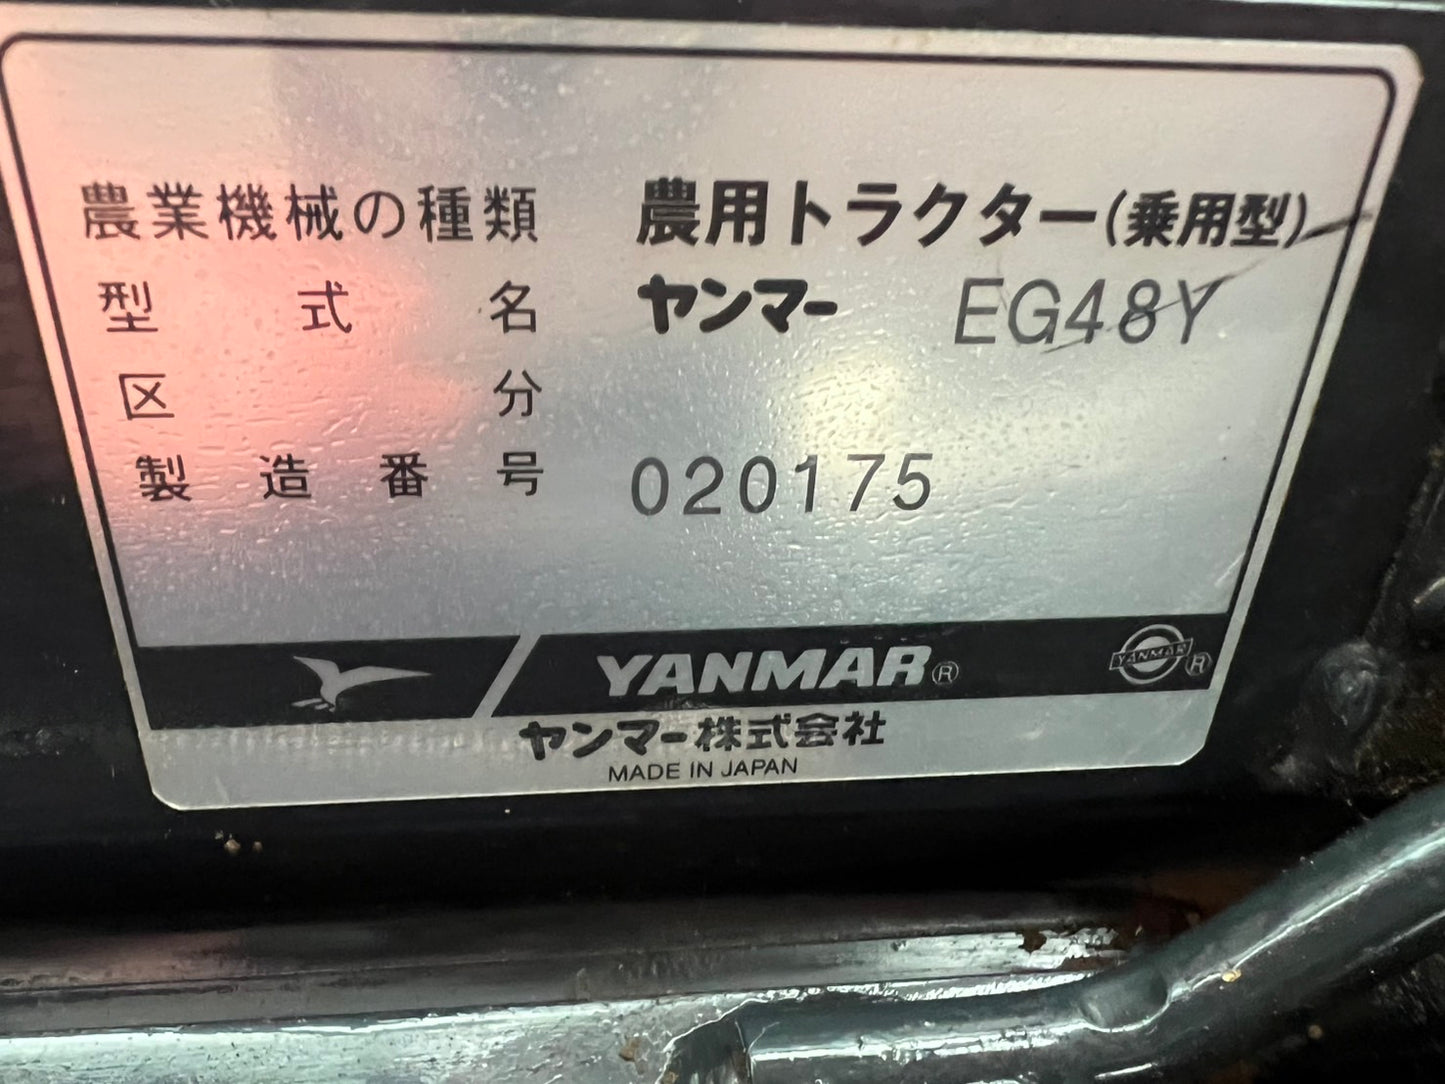 農業機械の種類 農用トラクター(乗用型)
型式名 ヤンマー EG48Y
区分
製造番号 020175
YANMAR® YANMAR®
ヤンマー株式会社
MADE IN JAPAN